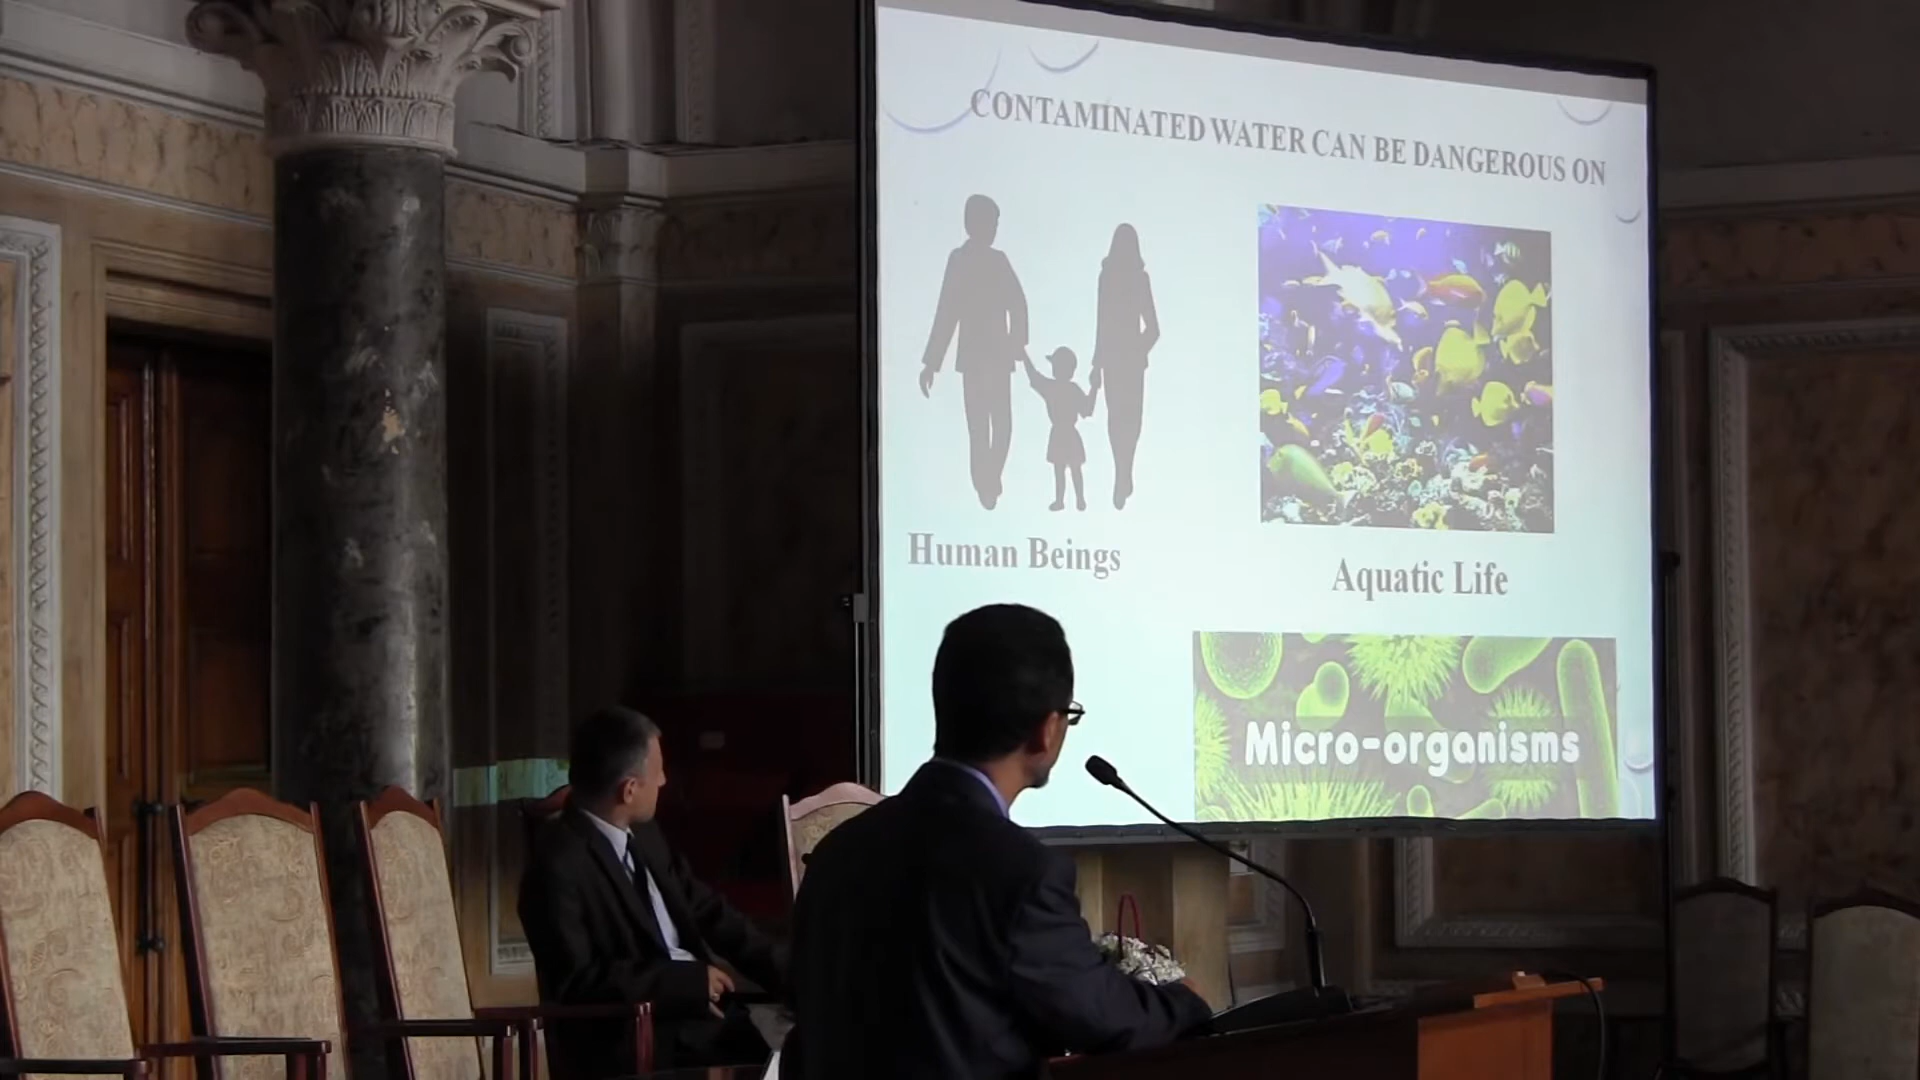 CONTAMINATED WATER CAN BE DANGEROUS ON
Human Beings
Aquatic Life
Micro-organisms